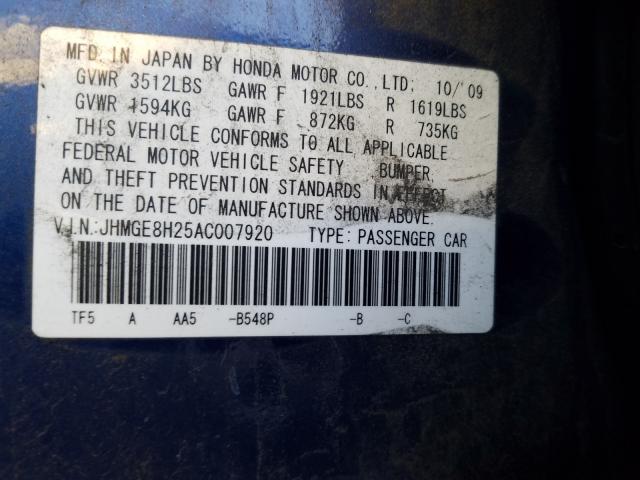 MFD. IN JAPAN BY HONDA MOTOR CO.,LTD; 10/'09
GVWR 3512LBS GAWR F 1921LBS R 1619LBS
GVWR 1594KG GAWR F 872KG R 735KG
THIS VEHICLE CONFORMS TO ALL APPLICABLE
FEDERAL MOTOR VEHICLE SAFETY BUMPER,
AND THEFT PREVENTION STANDARDS IN EFFECT
ON THE DATE OF MANUFACTURE SHOWN ABOVE.
V.I.N.:JHMGE8H25AC007920 TYPE: PASSENGER CAR
TF5 A AA5 -B548P -B -C